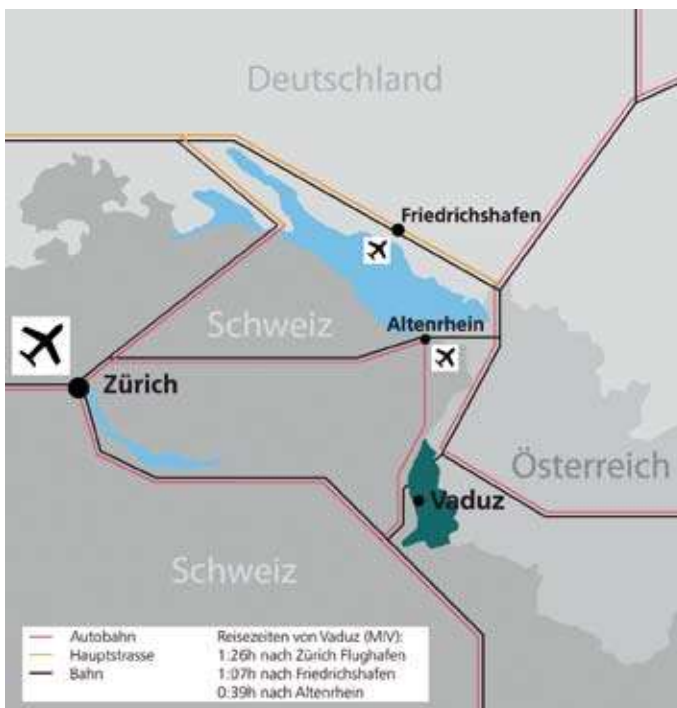 Deutschland
Friedrichshafen
Schweiz
Altenrhein
Zürich
Österreich
Vaduz
Schweiz
Autobahn
Hauptstrasse
Bahn
Reisezeiten von Vaduz (MIV):
1:26h nach Zürich Flughafen
1:07h nach Friedrichshafen
0:39h nach Altenrhein